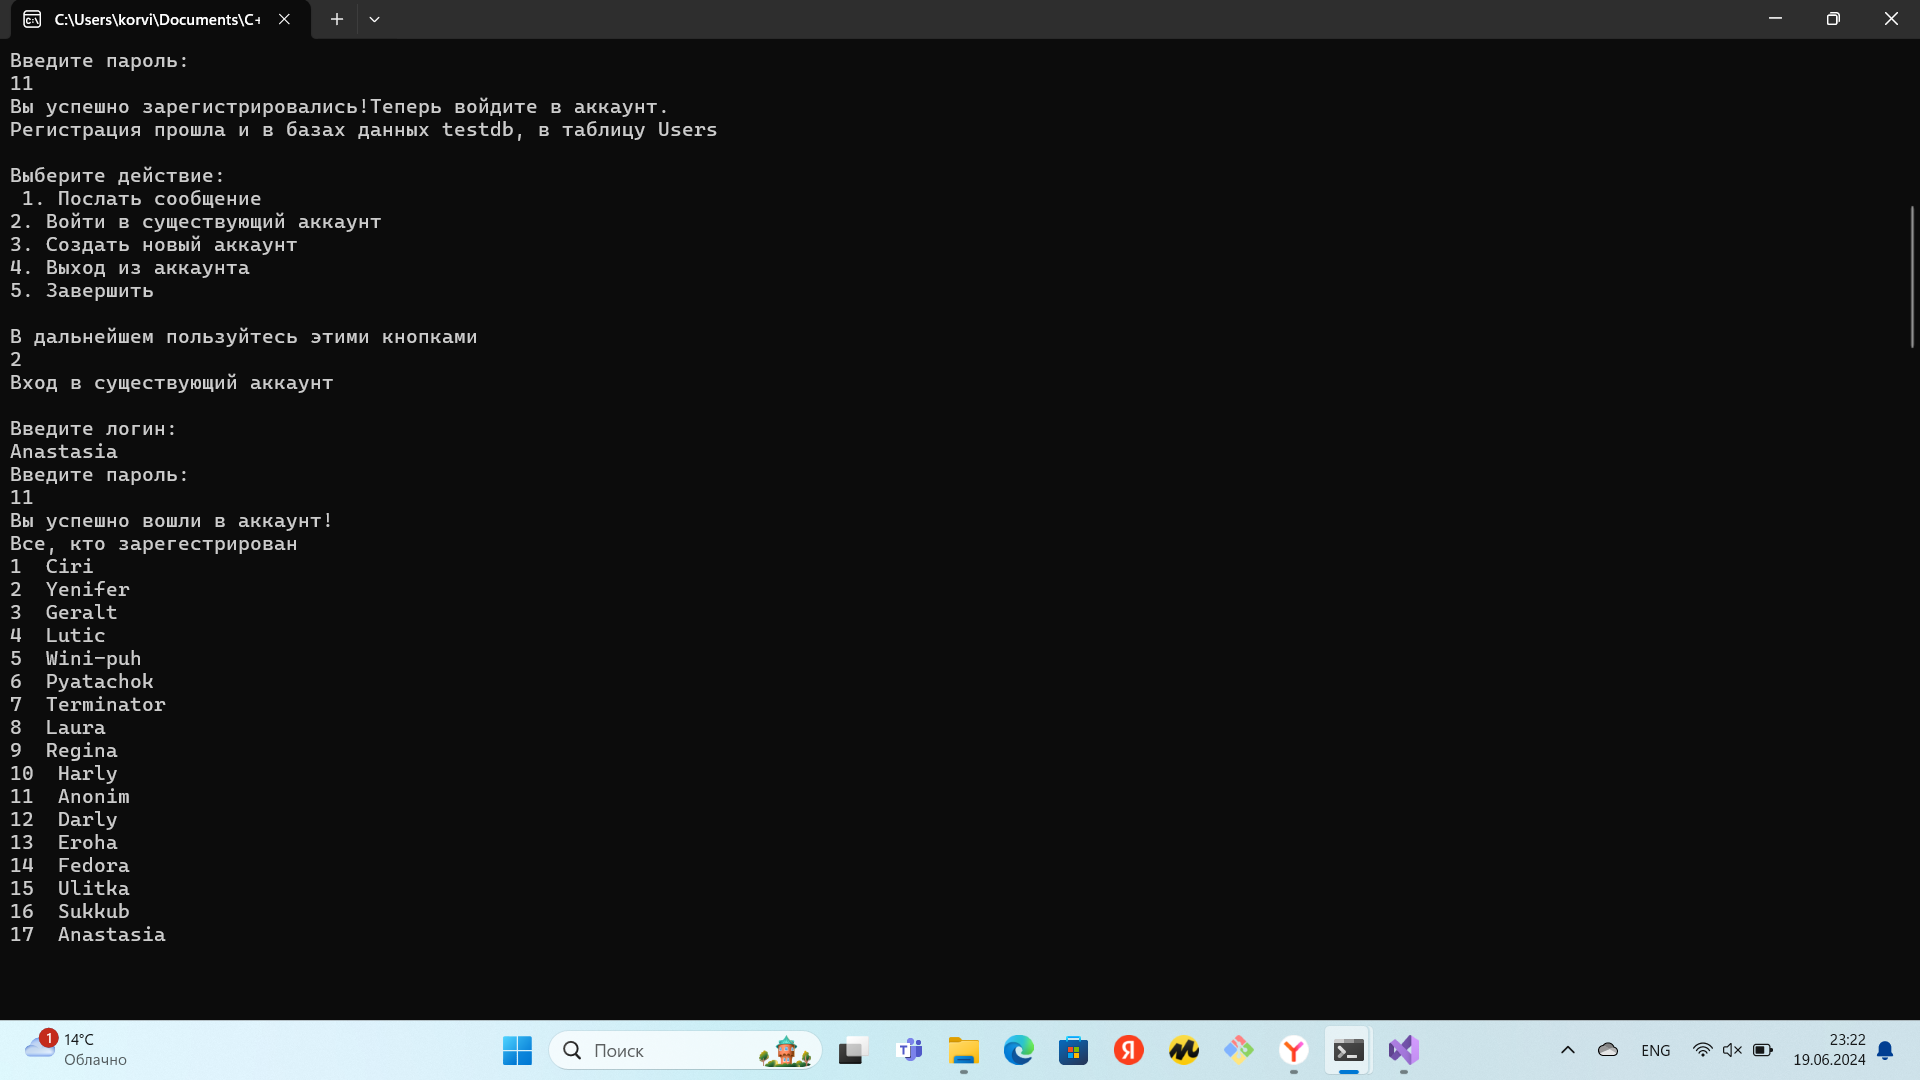 C:\Users\korvi\Documents\C+
Введите пароль:
11
Вы успешно зарегистрировались!Теперь войдите в аккаунт.
Регистрация прошла и в базах данных testdb, в таблицу Users
Выберите действие:
1. Послать сообщение
2. Войти в существующий аккаунт
3. Создать новый аккаунт
4. Выход из аккаунта
5. Завершить
В дальнейшем пользуйтесь этими кнопками
2
Вход в существующий аккаунт
Введите логин:
Anastasia
Введите пароль:
11
Вы успешно вошли в аккаунт!
Все, кто зарегестрирован
1  Ciri
2  Yenifer
3  Geralt
4  Lutic
5  Wini-puh
6  Pyatachok
7  Terminator
8  Laura
9  Regina
10  Harly
11  Anonim
12  Darly
13  Eroha
14  Fedora
15  Ulitka
16  Sukkub
17  Anastasia
1
14°C
Облачно
Поиск
ENG
23:22
19.06.2024